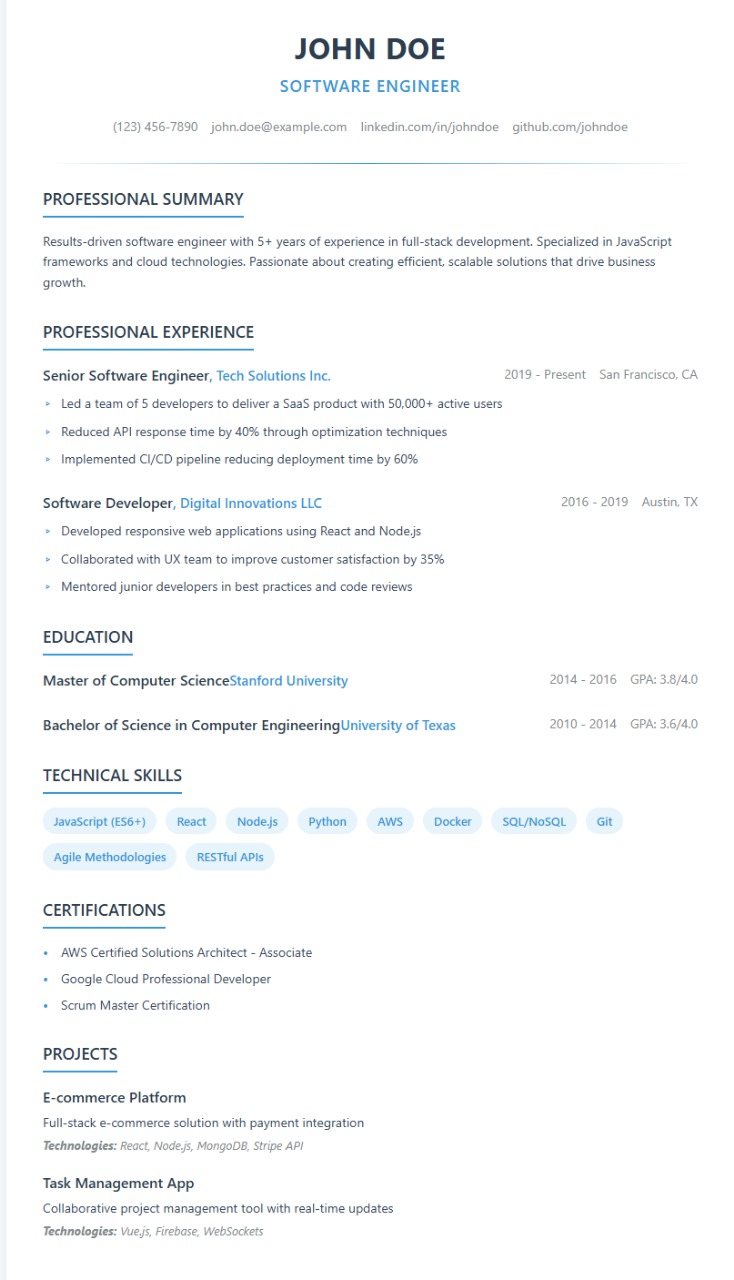 JOHN DOE
SOFTWARE ENGINEER
(123) 456-7890 john.doe@example.com linkedin.com/in/johndoe github.com/johndoe
PROFESSIONAL SUMMARY
Results-driven software engineer with 5+ years of experience in full-stack development. Specialized in JavaScript
frameworks and cloud technologies. Passionate about creating efficient, scalable solutions that drive business
growth.
PROFESSIONAL EXPERIENCE
Senior Software Engineer, Tech Solutions Inc. 2019 - Present San Francisco, CA
▹ Led a team of 5 developers to deliver a SaaS product with 50,000+ active users
▹ Reduced API response time by 40% through optimization techniques
▹ Implemented CI/CD pipeline reducing deployment time by 60%
Software Developer, Digital Innovations LLC 2016 - 2019 Austin, TX
▹ Developed responsive web applications using React and Node.js
▹ Collaborated with UX team to improve customer satisfaction by 35%
▹ Mentored junior developers in best practices and code reviews
EDUCATION
Master of Computer ScienceStanford University 2014 - 2016 GPA: 3.8/4.0
Bachelor of Science in Computer EngineeringUniversity of Texas 2010 - 2014 GPA: 3.6/4.0
TECHNICAL SKILLS
JavaScript (ES6+) React Node.js Python AWS Docker SQL/NoSQL Git
Agile Methodologies RESTful APIs
CERTIFICATIONS
• AWS Certified Solutions Architect - Associate
• Google Cloud Professional Developer
• Scrum Master Certification
PROJECTS
E-commerce Platform
Full-stack e-commerce solution with payment integration
Technologies: React, Node.js, MongoDB, Stripe API
Task Management App
Collaborative project management tool with real-time updates
Technologies: Vue.js, Firebase, WebSockets